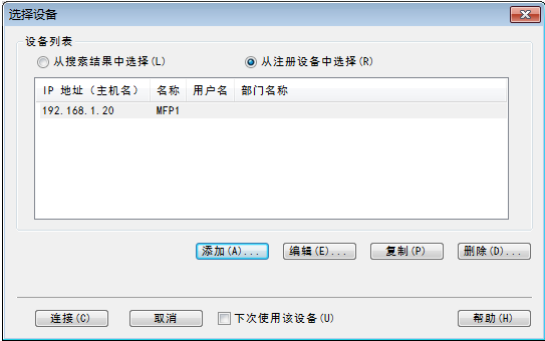 选择设备
设备列表
从搜索结果中选择(L) 从注册设备中选择(R)
IP 地址（主机名） 名称 用户名 部门名称
192.168.1.20 MFP1
添加(A)... 编辑(E)... 复制(P) 删除(D)...
连接(C) 取消 下次使用该设备(U) 帮助(H)